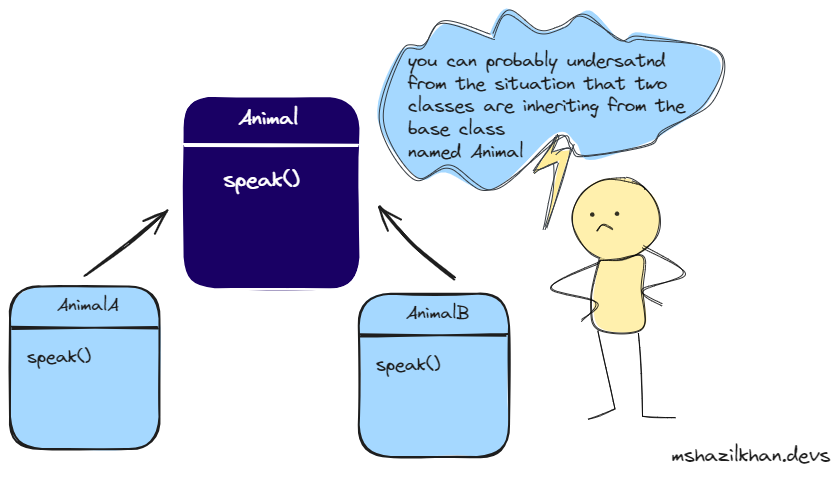 you can probably undersatnd
from the situation that two
classes are inheriting from the
base class
named Animal
Animal
speak()
AnimalA
speak()
AnimalB
speak()
mshazilkhan.devs